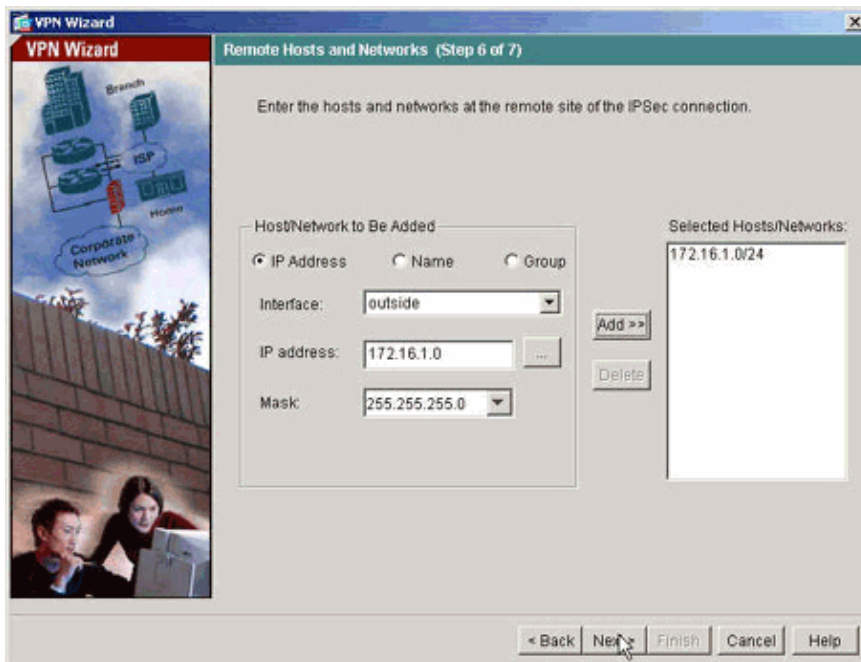 VPN Wizard
VPN Wizard
Remote Hosts and Networks (Step 6 of 7)
Branch
ISP
Home
Corporate
Network
Enter the hosts and networks at the remote site of the IPSec connection.
Host/Network to Be Added
IP Address
Name
Group
Interface:
outside
IP address:
172.16.1.0
...
Mask:
255.255.255.0
Add >>
Delete
Selected Hosts/Networks:
172.16.1.0/24
< Back
Next >
Finish
Cancel
Help